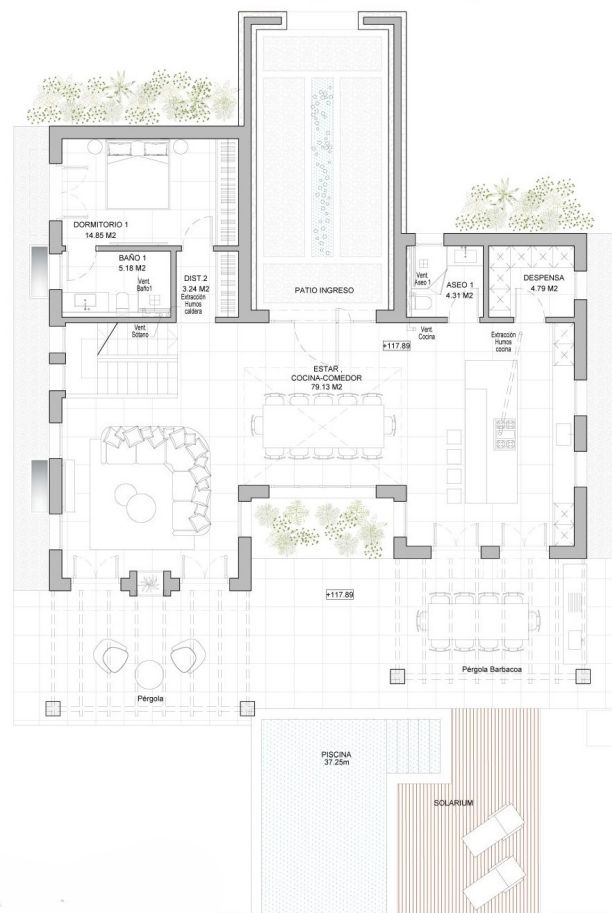 DORMITORIO 1
14.85 M2
BAÑO 1
5.18 M2
Vent.
Baño1
DIST.2
3.24 M2
Extracción
Humos
caldera
Vent.
Sótano
PATIO INGRESO
Vent.
Aseo 1
ASEO 1
4.31 M2
DESPENSA
4.79 M2
Vent.
Cocina
Extracción
Humos
cocina
+117.89
ESTAR ,
COCINA-COMEDOR
79.13 M2
+117.89
Pérgola
Pérgola Barbacoa
PISCINA
37.25m
SOLARIUM